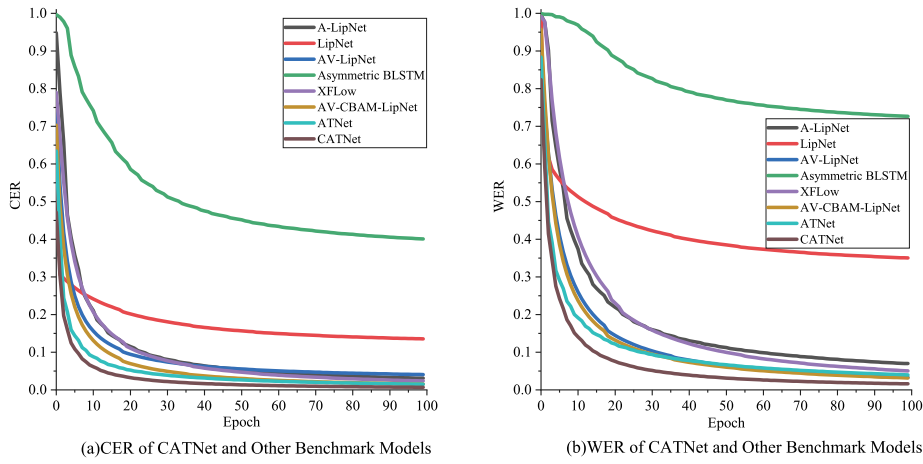 1.0
0.9
0.8
0.7
0.6
0.5
0.4
0.3
0.2
0.1
0.0
CER
0 10 20 30 40 50 60 70 80 90 100
Epoch
A-LipNet
LipNet
AV-LipNet
Asymmetric BLSTM
XFLow
AV-CBAM-LipNet
ATNet
CATNet
(a)CER of CATNet and Other Benchmark Models
1.0
0.9
0.8
0.7
0.6
0.5
0.4
0.3
0.2
0.1
0.0
WER
0 10 20 30 40 50 60 70 80 90 100
Epoch
A-LipNet
LipNet
AV-LipNet
Asymmetric BLSTM
XFLow
AV-CBAM-LipNet
ATNet
CATNet
(b)WER of CATNet and Other Benchmark Models